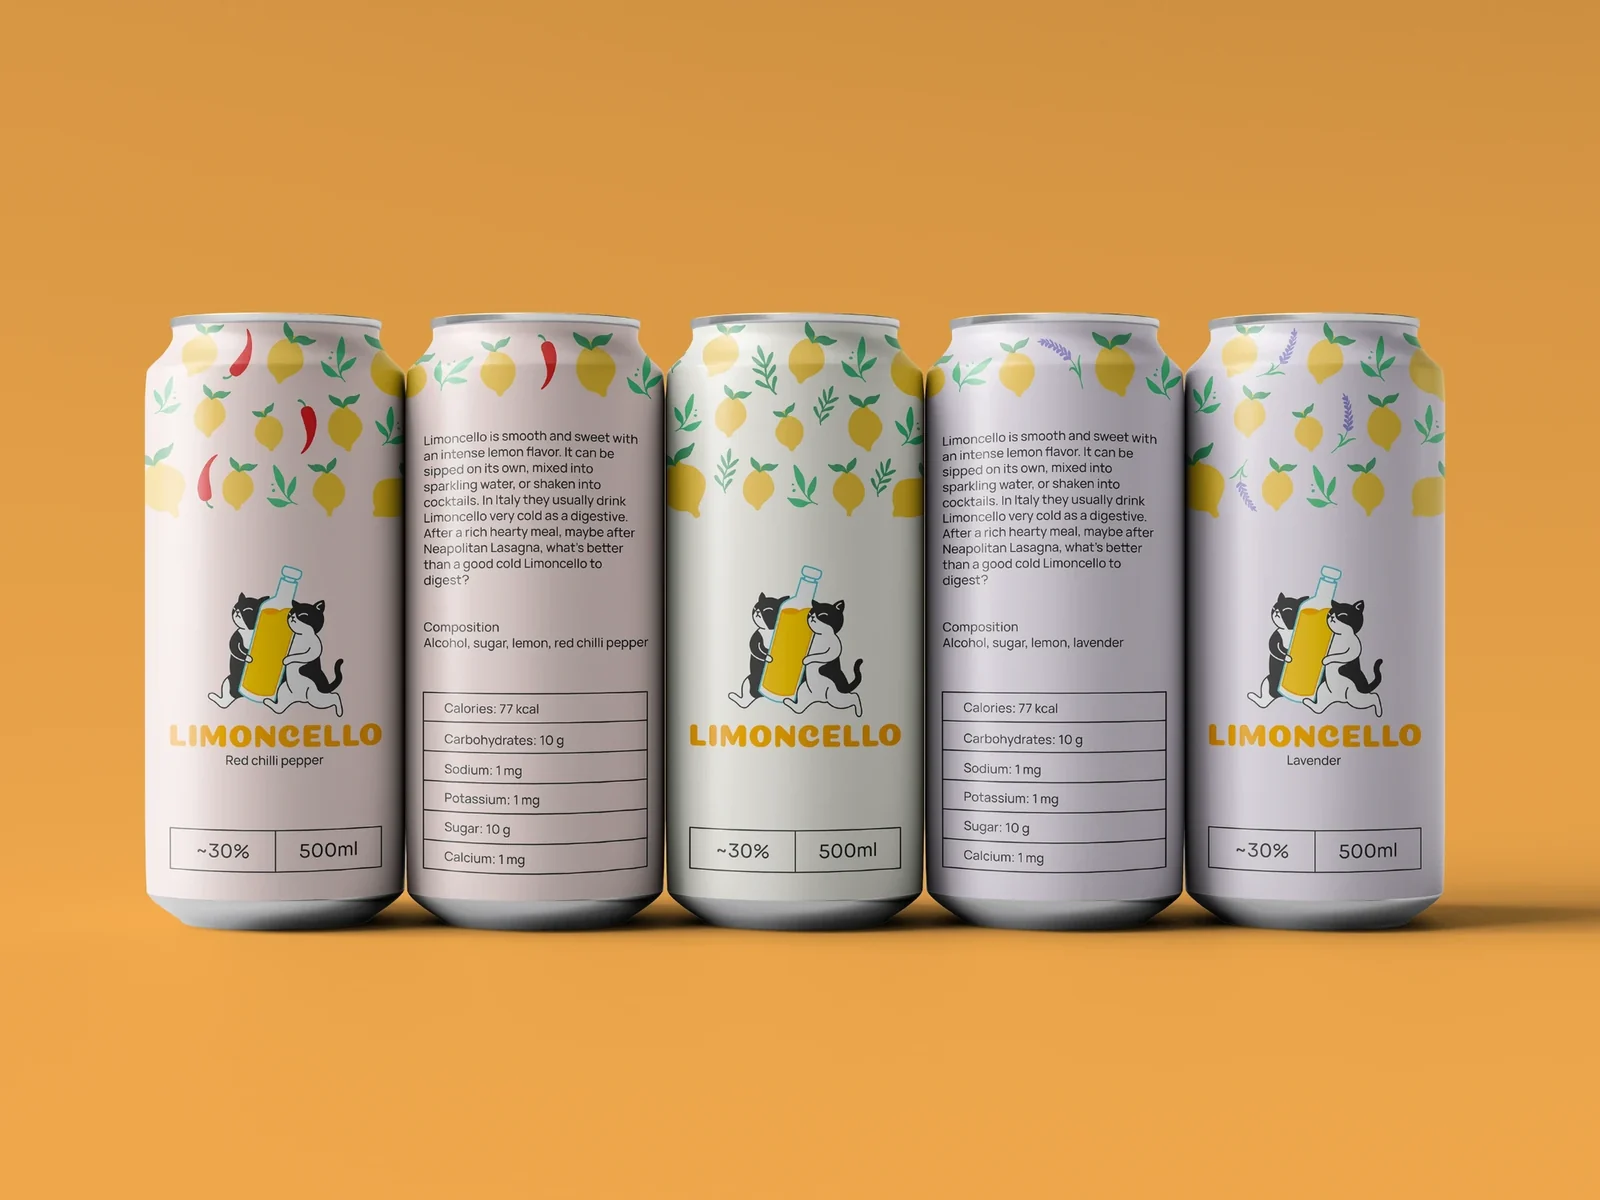 LIMONCELLO
Red chilli pepper
~30%
500ml
Limoncello is smooth and sweet with
an intense lemon flavor. It can be
sipped on its own, mixed into
sparkling water, or shaken into
cocktails. In Italy they usually drink
Limoncello very cold as a digestive.
After a rich hearty meal, maybe after
Neapolitan Lasagna, what's better
than a good cold Limoncello to
digest?
Composition
Alcohol, sugar, lemon, red chilli pepper
Calories: 77 kcal
Carbohydrates: 10 g
Sodium: 1 mg
Potassium: 1 mg
Sugar: 10 g
Calcium: 1 mg
LIMONCELLO
~30%
500ml
Limoncello is smooth and sweet with
an intense lemon flavor. It can be
sipped on its own, mixed into
sparkling water, or shaken into
cocktails. In Italy they usually drink
Limoncello very cold as a digestive.
After a rich hearty meal, maybe after
Neapolitan Lasagna, what's better
than a good cold Limoncello to
digest?
Composition
Alcohol, sugar, lemon, lavender
Calories: 77 kcal
Carbohydrates: 10 g
Sodium: 1 mg
Potassium: 1 mg
Sugar: 10 g
Calcium: 1 mg
LIMONCELLO
Lavender
~30%
500ml